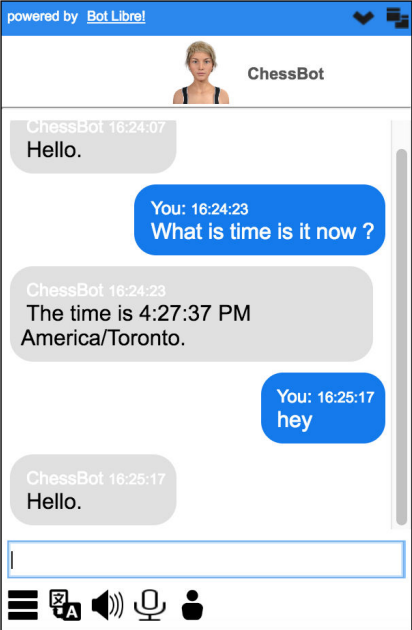 powered by Bot Libre!
ChessBot
ChessBot 16:24:07
Hello.
You: 16:24:23
What is time is it now ?
ChessBot 16:24:23
The time is 4:27:37 PM
America/Toronto.
You: 16:25:17
hey
ChessBot 16:25:17
Hello.